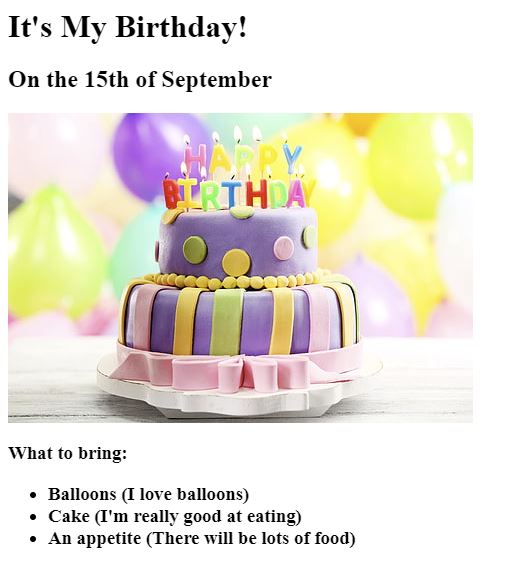 It's My Birthday!
On the 15th of September
HAPPY
BIRTHDAY
What to bring:
Balloons (I love balloons)
Cake (I'm really good at eating)
An appetite (There will be lots of food)